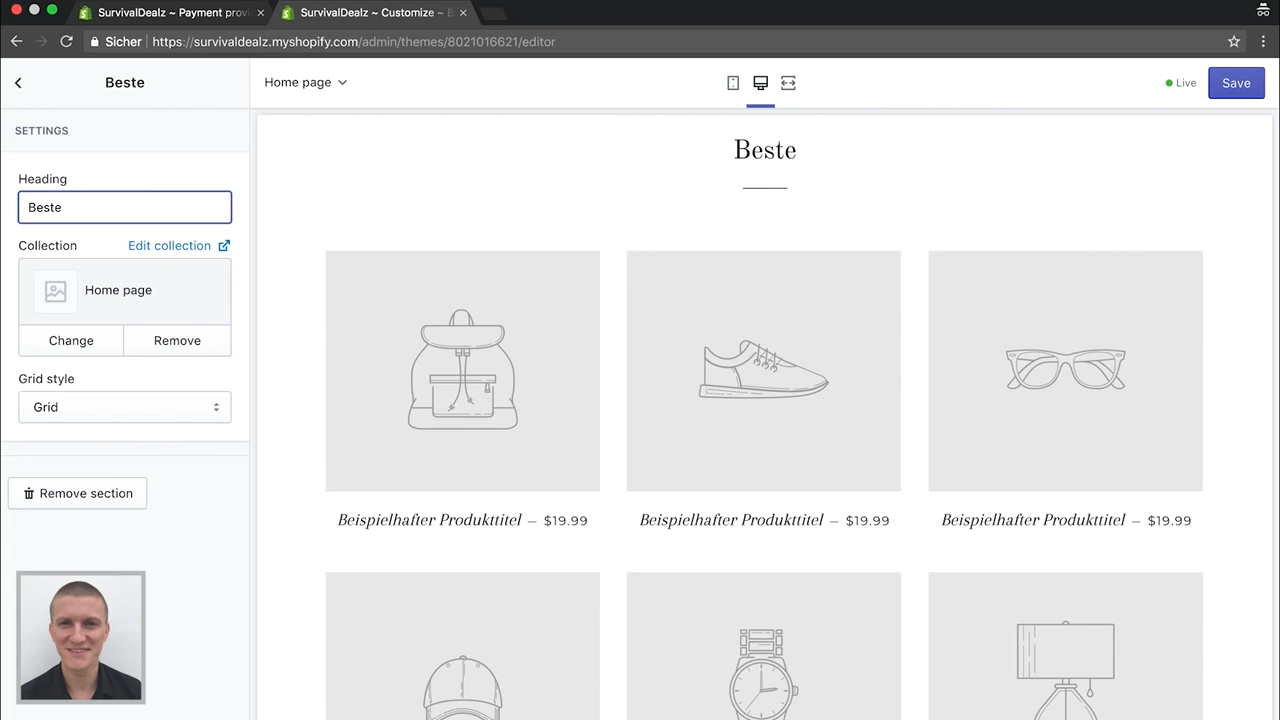 SurvivalDealz ~ Payment provi
SurvivalDealz ~ Customize ~ B
Sicher
https://survivaldealz.myshopify.com/admin/themes/8021016621/editor
Beste
Home page
Live
Save
SETTINGS
Heading
Beste
Collection
Edit collection
Home page
Change
Remove
Grid style
Grid
Remove section
Beste
Beispielhafter Produkttitel — $19.99
Beispielhafter Produkttitel — $19.99
Beispielhafter Produkttitel — $19.99